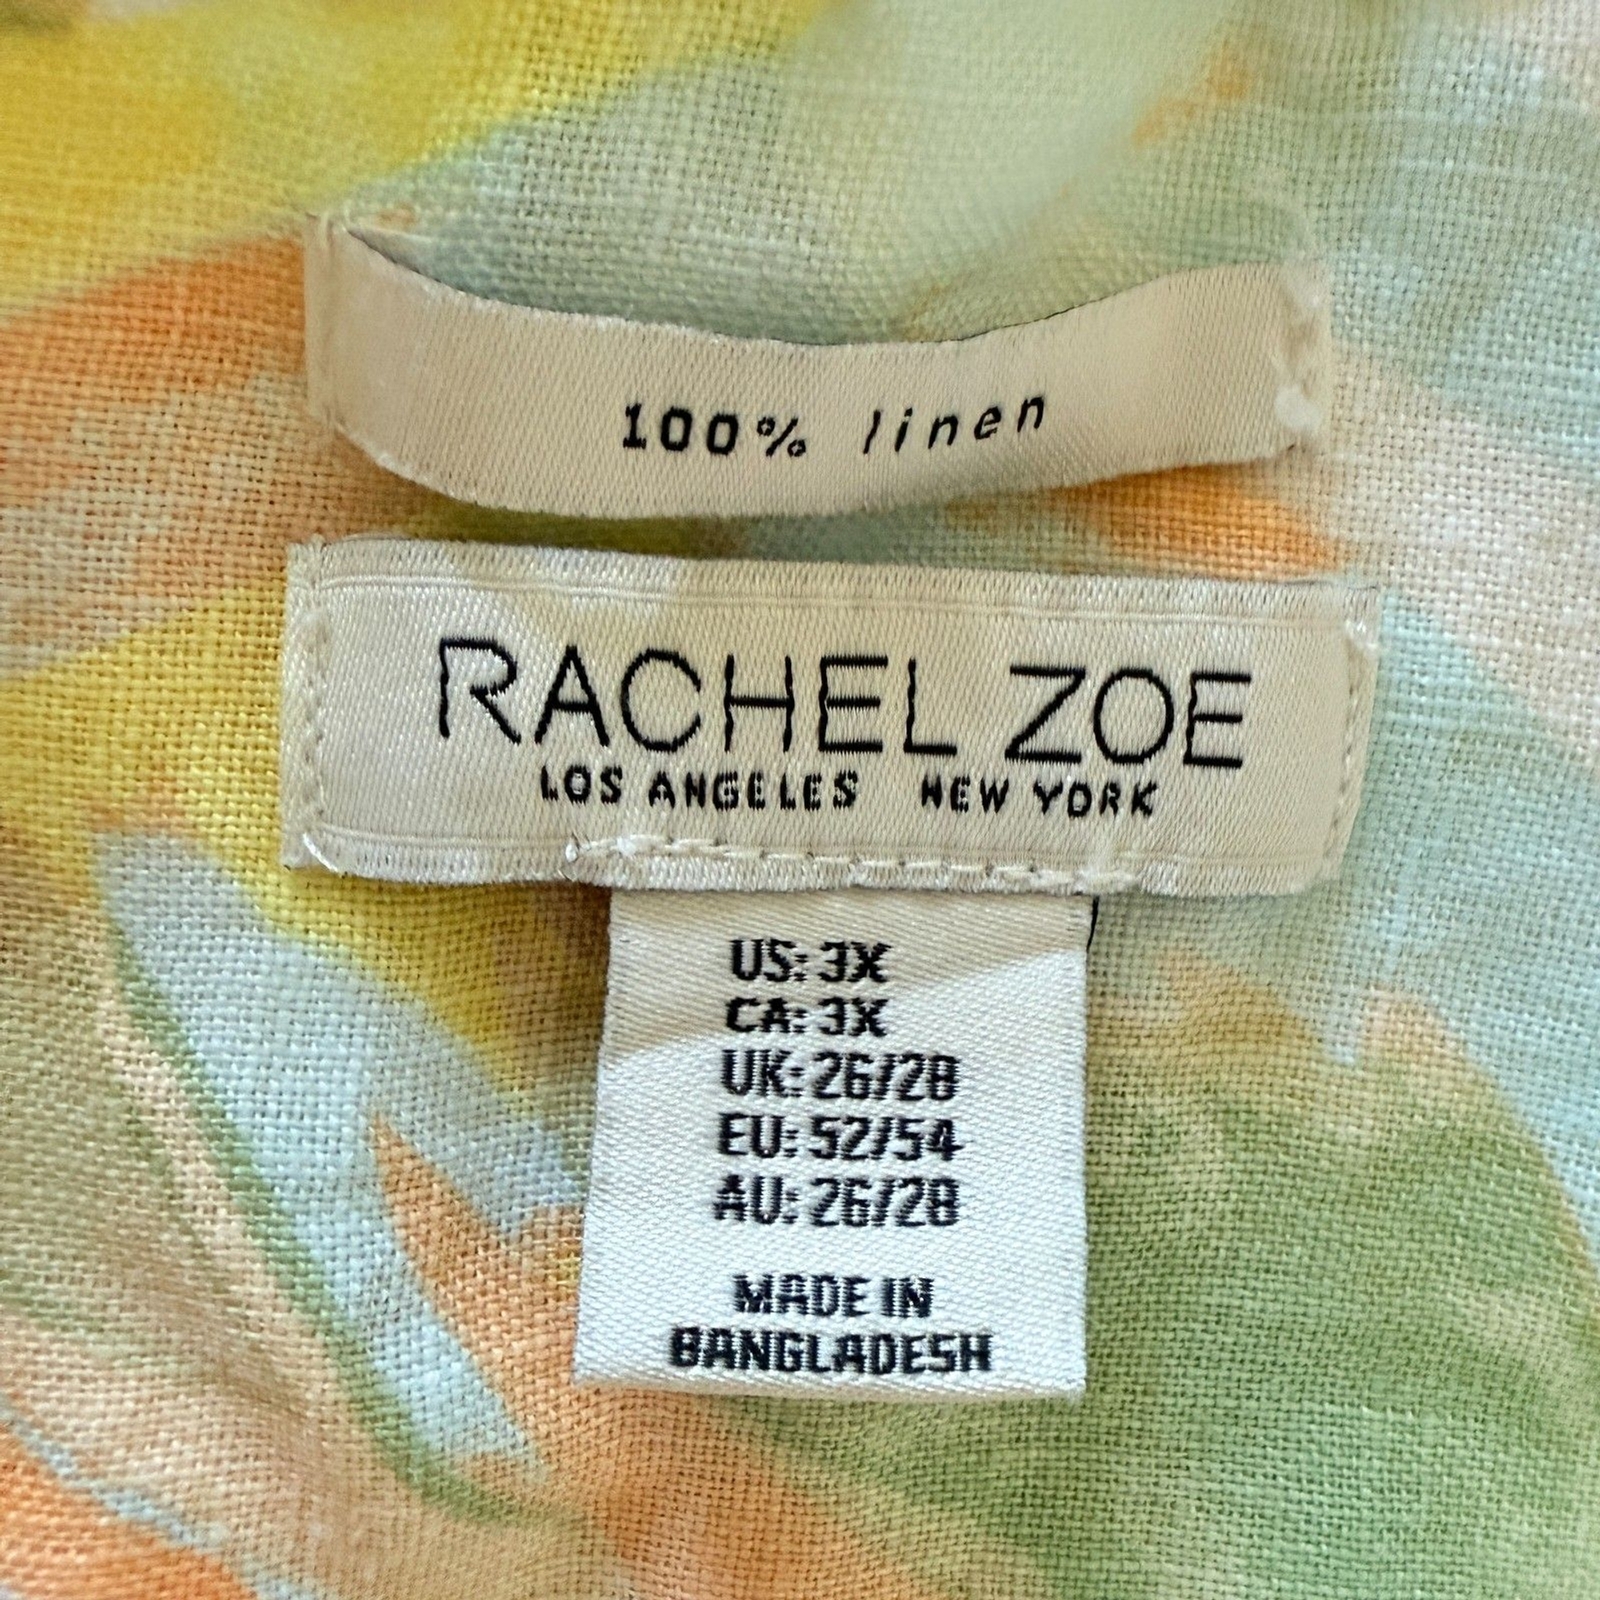 100% linen
RACHEL ZOE
LOS ANGELES NEW YORK
US: 3X
CA: 3X
UK: 26/28
EU: 52/54
AU: 26/28
MADE IN
BANGLADESH